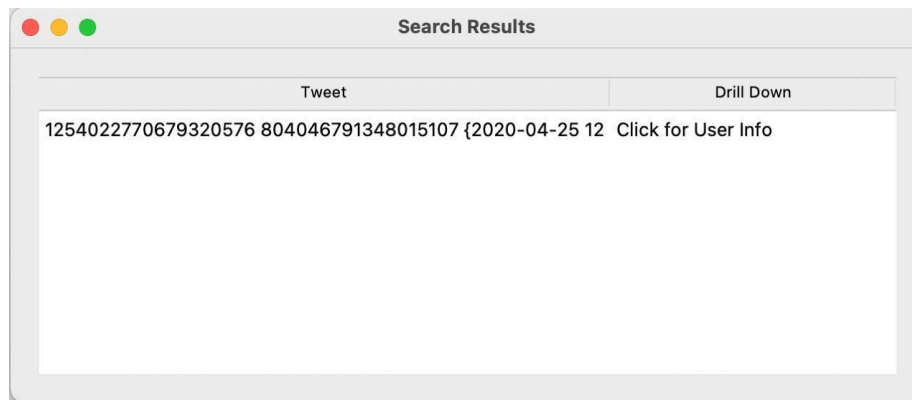 Search Results
Tweet Drill Down
1254022770679320576 804046791348015107 {2020-04-25 12 Click for User Info